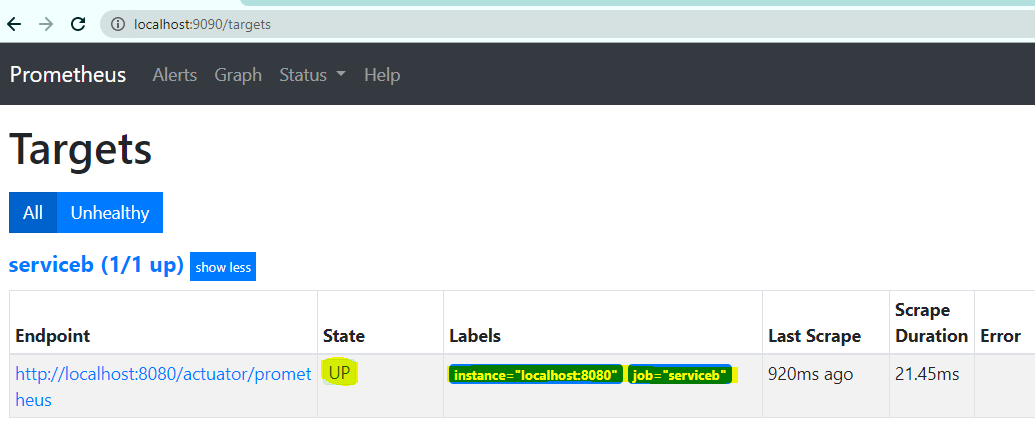 localhost:9090/targets
Prometheus Alerts Graph Status Help
Targets
All Unhealthy
serviceb (1/1 up) show less
Endpoint State Labels Last Scrape Scrape Duration Error
http://localhost:8080/actuator/promet
heus
UP
instance="localhost:8080" job="serviceb"
920ms ago
21.45ms